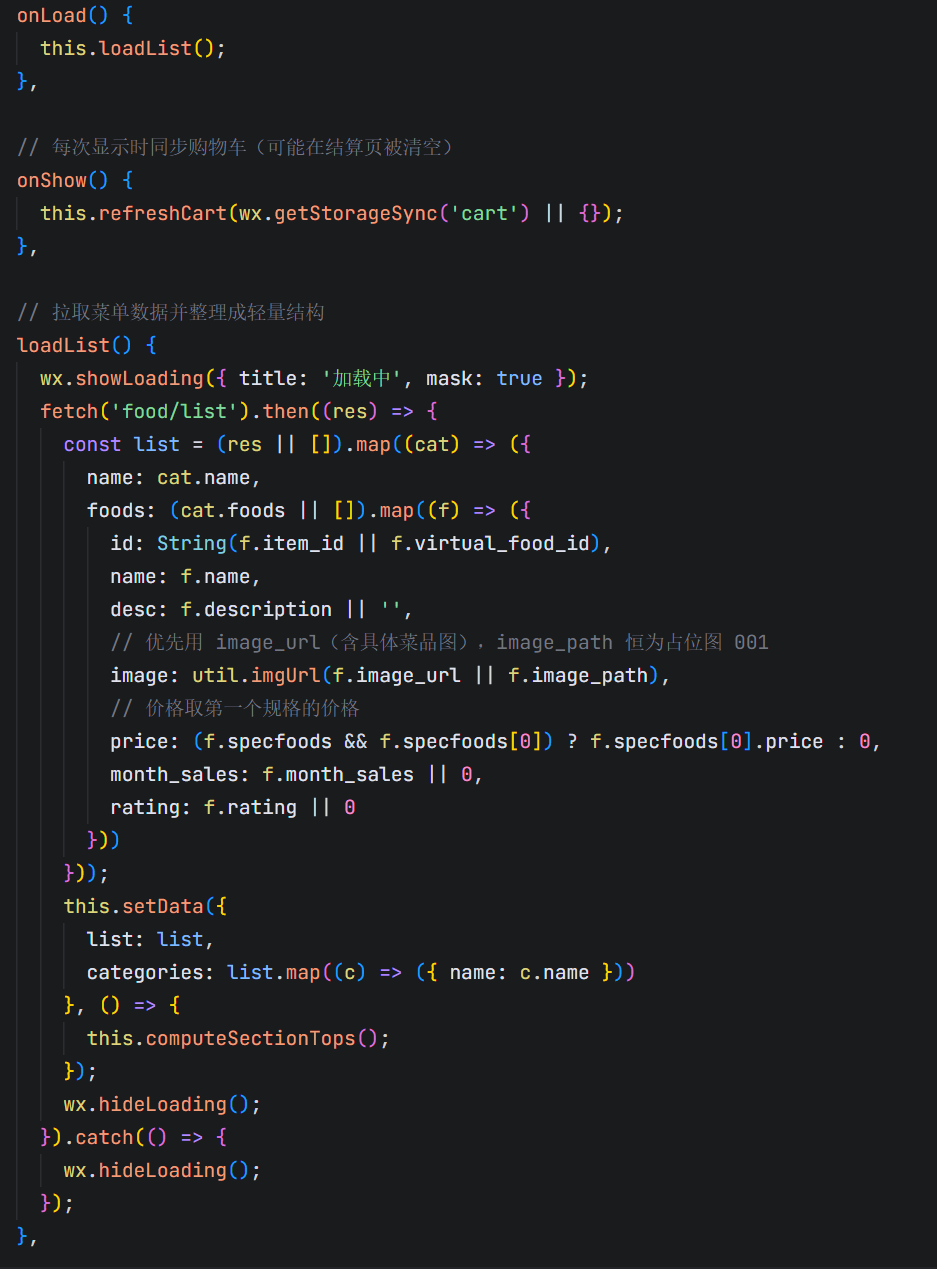 onLoad() {
  this.loadList();
},

// 每次显示时同步购物车（可能在结算页被清空）
onShow() {
  this.refreshCart(wx.getStorageSync('cart') || {});
},

// 拉取菜单数据并整理成轻量结构
loadList() {
  wx.showLoading({ title: '加载中', mask: true });
  fetch('food/list').then((res) => {
    const list = (res || []).map((cat) => ({
      name: cat.name,
      foods: (cat.foods || []).map((f) => ({
        id: String(f.item_id || f.virtual_food_id),
        name: f.name,
        desc: f.description || '',
        // 优先用 image_url（含具体菜品图），image_path 恒为占位图 001
        image: util.imgUrl(f.image_url || f.image_path),
        // 价格取第一个规格的价格
        price: (f.specfoods && f.specfoods[0]) ? f.specfoods[0].price : 0,
        month_sales: f.month_sales || 0,
        rating: f.rating || 0
      }))
    }));
    this.setData({
      list: list,
      categories: list.map((c) => ({ name: c.name }))
    }, () => {
      this.computeSectionTops();
    });
    wx.hideLoading();
  }).catch(() => {
    wx.hideLoading();
  });
},